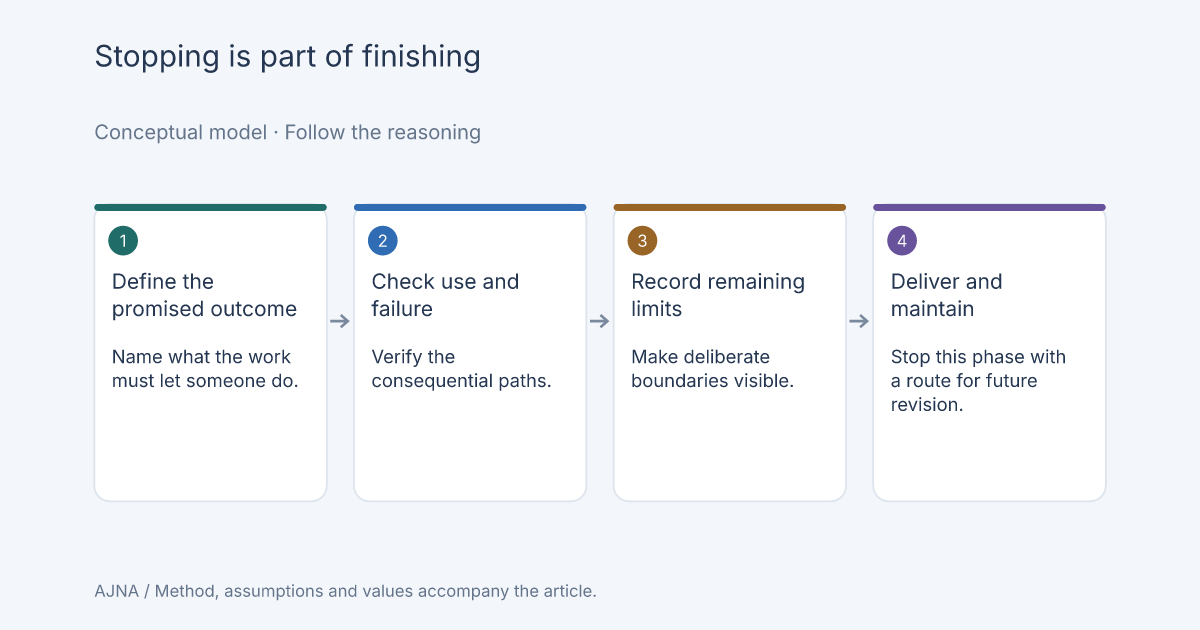 Stopping is part of finishing
Conceptual model · Follow the reasoning
1
Define the
promised outcome
Name what the work
must let someone do.
2
Check use and
failure
Verify the
consequential paths.
3
Record remaining
limits
Make deliberate
boundaries visible.
4
Deliver and
maintain
Stop this phase with
a route for future
revision.
AJNA / Method, assumptions and values accompany the article.